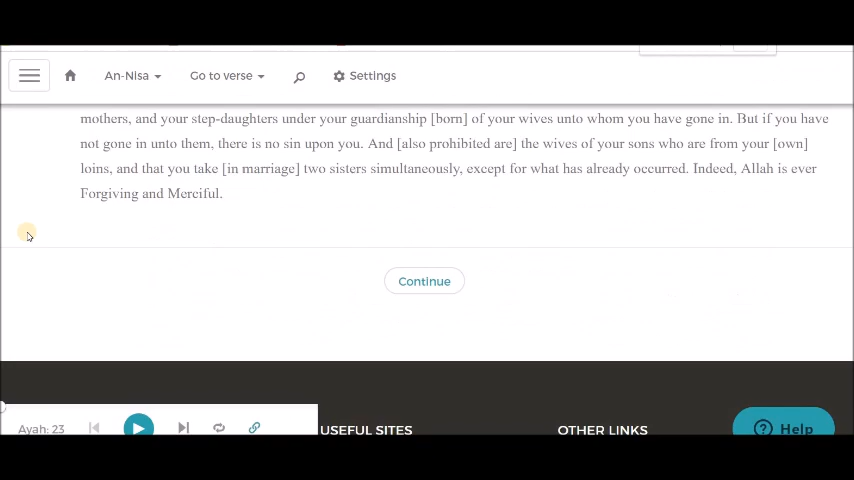 An-Nisa Go to verse Settings
mothers, and your step-daughters under your guardianship [born] of your wives unto whom you have gone in. But if you have
not gone in unto them, there is no sin upon you. And [also prohibited are] the wives of your sons who are from your [own]
loins, and that you take [in marriage] two sisters simultaneously, except for what has already occurred. Indeed, Allah is ever
Forgiving and Merciful.
Continue
Ayah: 23 USEFUL SITES OTHER LINKS Help